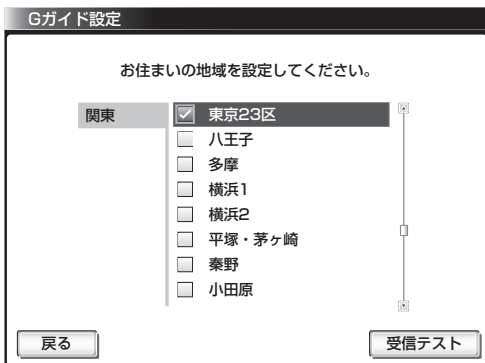 Gガイド設定
お住まいの地域を設定してください。
関東
東京23区
八王子
多摩
横浜1
横浜2
平塚・茅ヶ崎
秦野
小田原
戻る
受信テスト